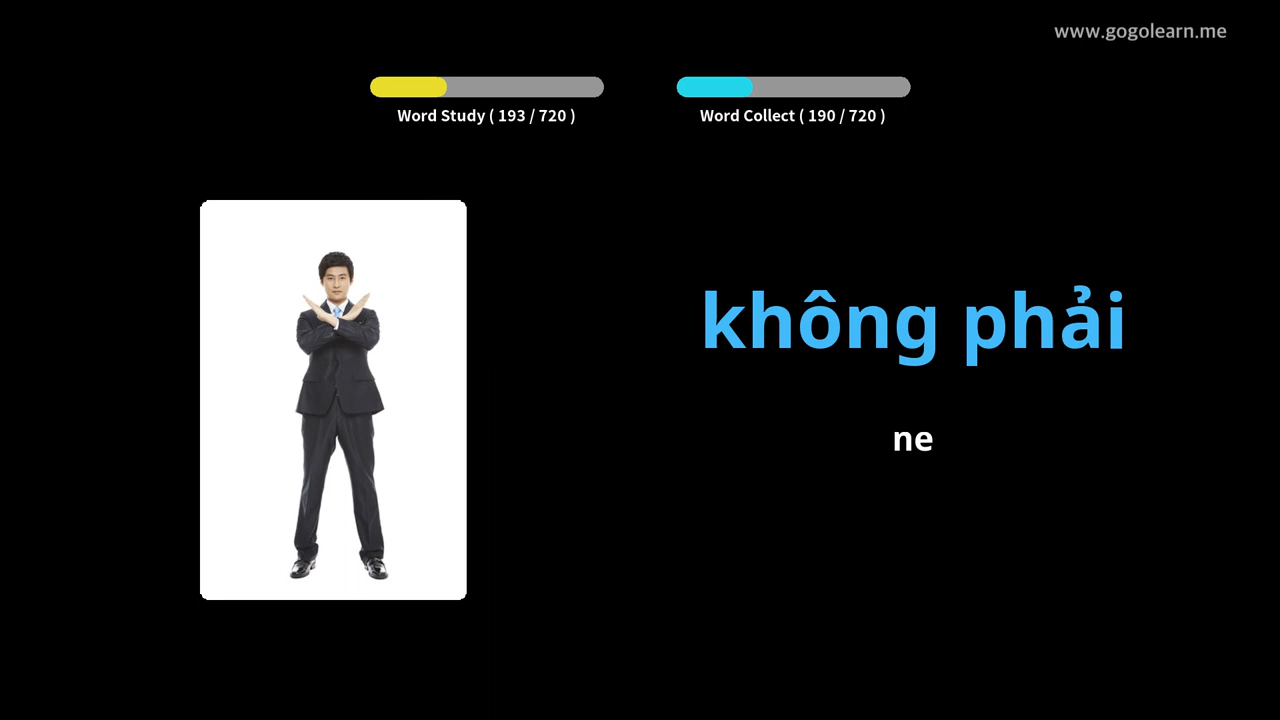 www.gogolearn.me
Word Study ( 193 / 720 )
Word Collect ( 190 / 720 )
không phải
ne